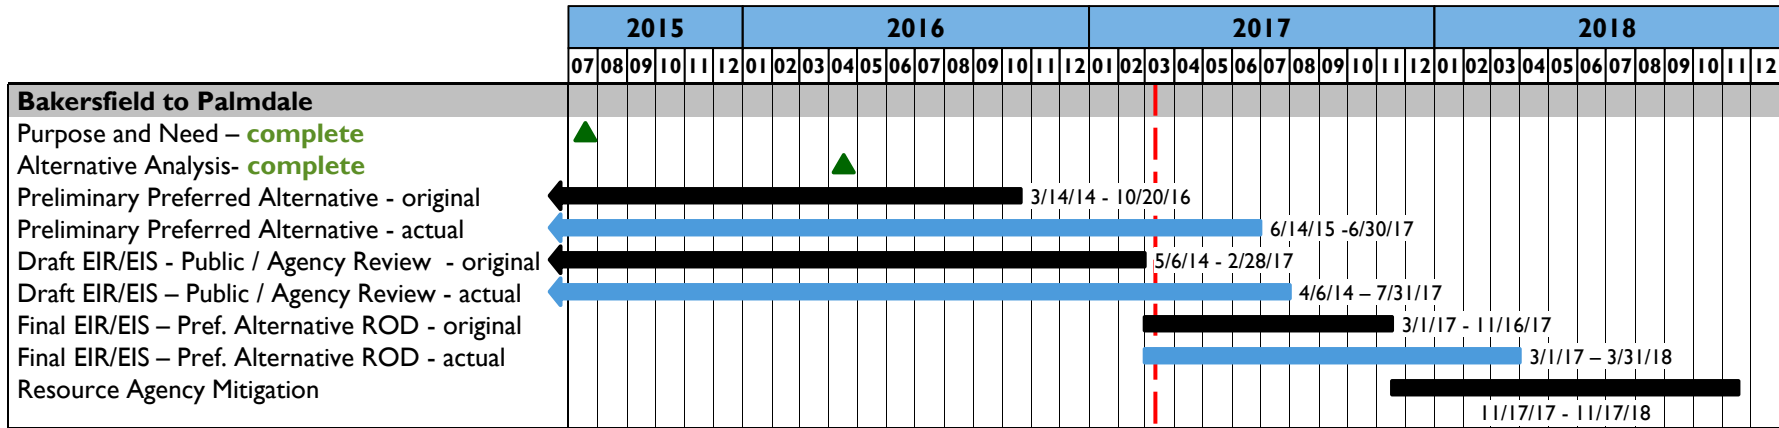 2015 2016 2017 2018
07 08 09 10 11 12 01 02 03 04 05 06 07 08 09 10 11 12 01 02 03 04 05 06 07 08 09 10 11 12 01 02 03 04 05 06 07 08 09 10 11 12
Bakersfield to Palmdale
Purpose and Need – complete
Alternative Analysis- complete
Preliminary Preferred Alternative - original 3/14/14 - 10/20/16
Preliminary Preferred Alternative - actual 6/14/15 -6/30/17
Draft EIR/EIS - Public / Agency Review - original 5/6/14 - 2/28/17
Draft EIR/EIS – Public / Agency Review - actual 4/6/14 – 7/31/17
Final EIR/EIS – Pref. Alternative ROD - original 3/1/17 - 11/16/17
Final EIR/EIS – Pref. Alternative ROD - actual 3/1/17 – 3/31/18
Resource Agency Mitigation
11/17/17 - 11/17/18